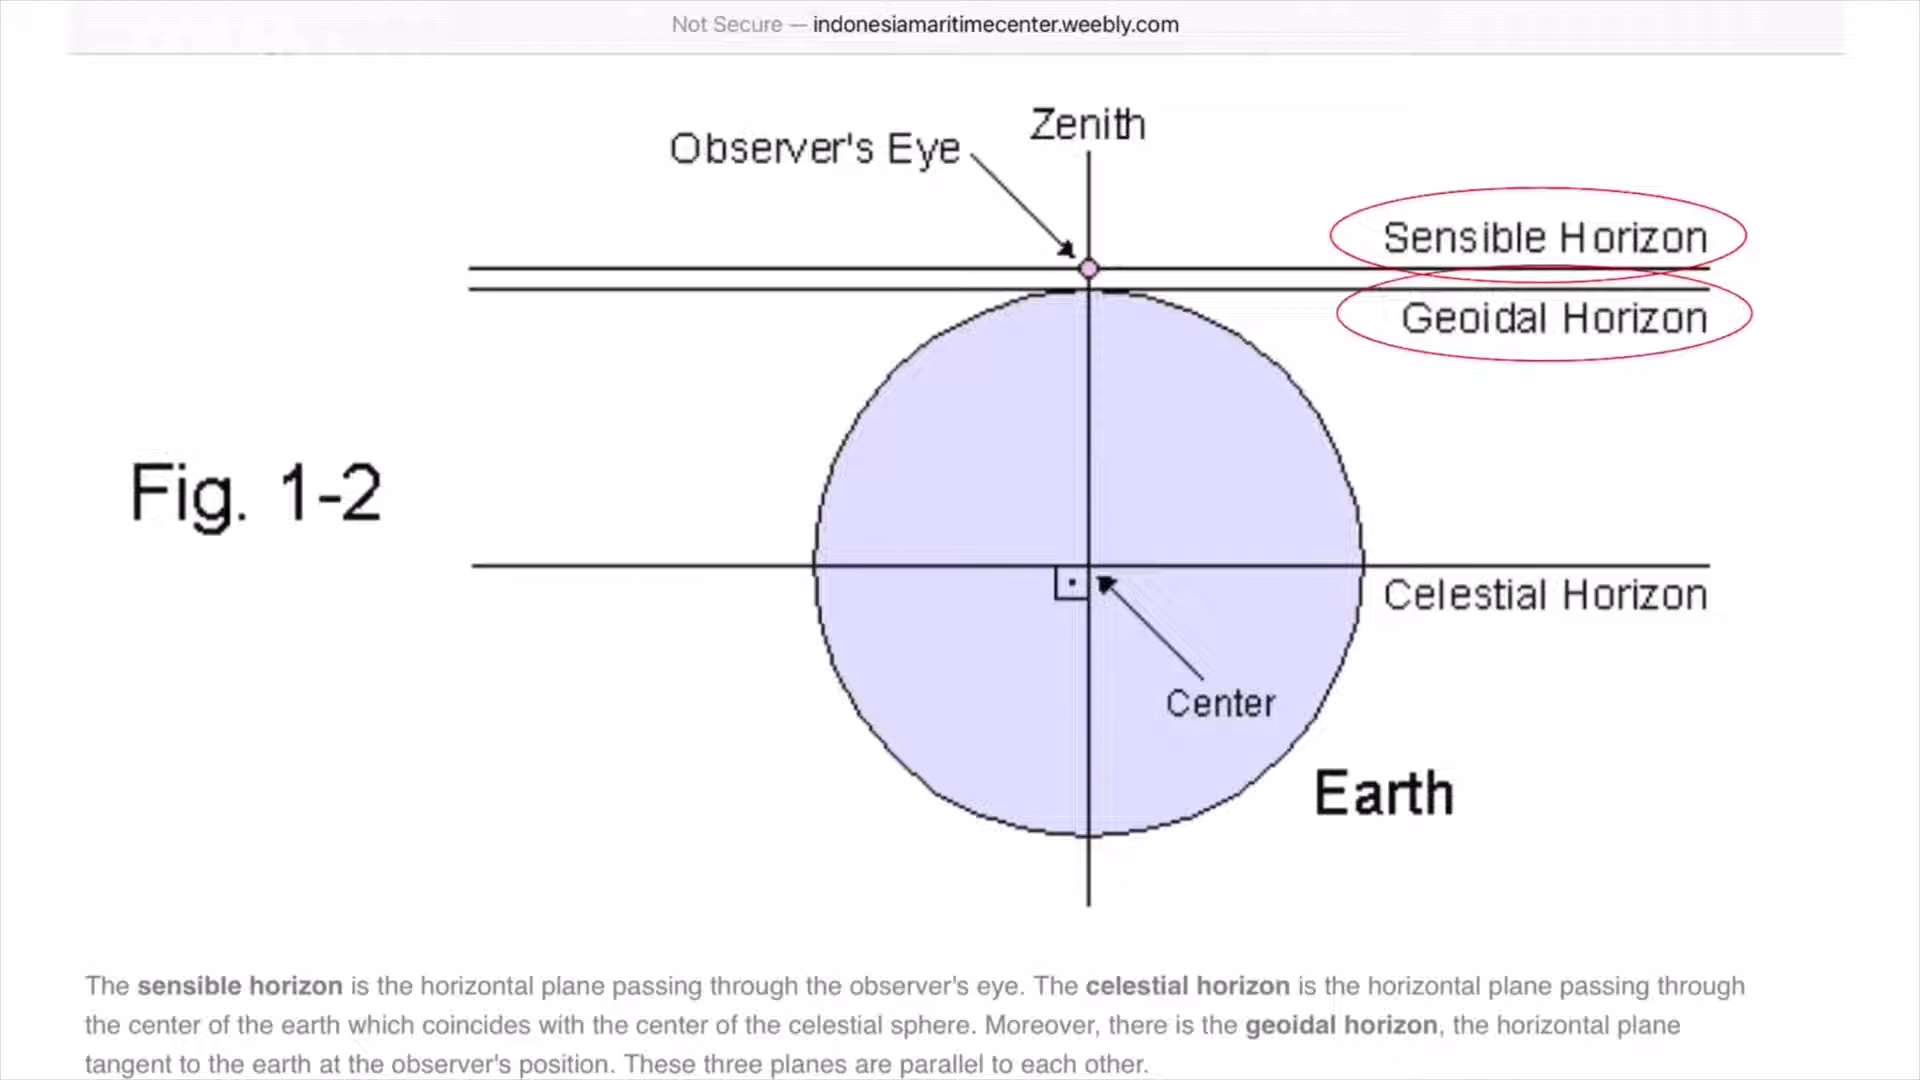 Not Secure — indonesiamaritimecenter.weebly.com
Zenith
Observer's Eye
Sensible Horizon
Geoidal Horizon
Fig. 1-2
Celestial Horizon
Center
Earth
The sensible horizon is the horizontal plane passing through the observer's eye. The celestial horizon is the horizontal plane passing through
the center of the earth which coincides with the center of the celestial sphere. Moreover, there is the geoidal horizon, the horizontal plane
tangent to the earth at the observer's position. These three planes are parallel to each other.